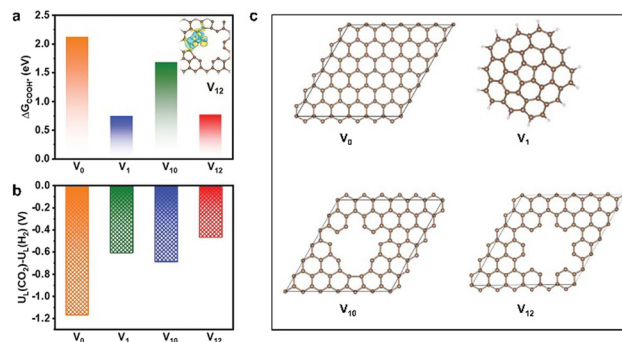 a
ΔG_COOH* (eV)
2.5
2.0
1.5
1.0
0.5
0.0
V₁₂
V₀ V₁ V₁₀ V₁₂
b
U_L(CO₂)-U_L(H₂) (V)
0.0
-0.2
-0.4
-0.6
-0.8
-1.0
-1.2
V₀ V₁ V₁₀ V₁₂
c
V₀ V₁
V₁₀ V₁₂